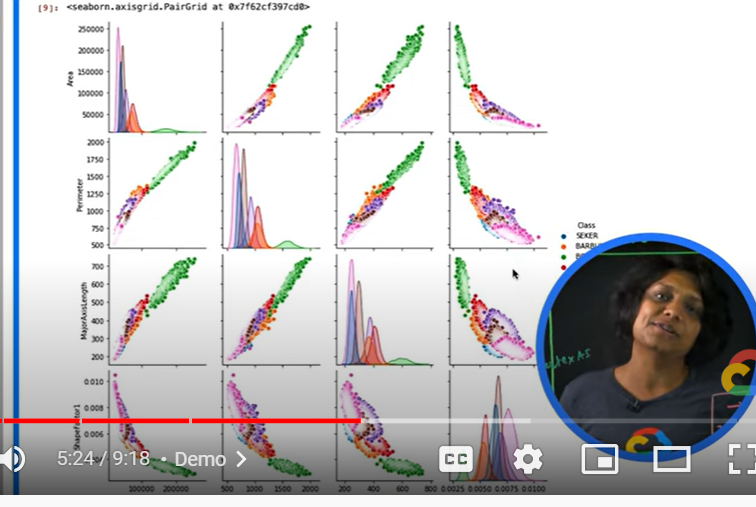 [9]: <seaborn.axisgrid.PairGrid at 0x7f62cf397cd0>
250000
200000
150000
100000
50000
Area
2000
1750
1500
1250
1000
750
500
Perimeter
700
600
500
400
300
200
MajorAxisLength
0.010
0.008
0.006
ShapeFactor1
100000 200000
500 1000 1500 2000
200 400 600 800
0.0025 0.0050 0.0075 0.0100
Class
SEKER
5:24 / 9:18 • Demo
CC